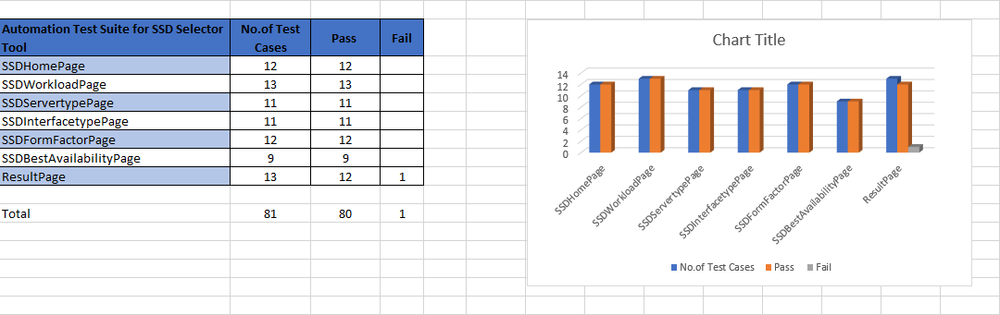 Automation Test Suite for SSD Selector Tool No.of Test Cases Pass Fail
SSDHomePage 12 12
SSDWorkloadPage 13 13
SSDServertypePage 11 11
SSDInterfacetypePage 11 11
SSDFormFactorPage 12 12
SSDBestAvailabilityPage 9 9
ResultPage 13 12 1
Total 81 80 1
Chart Title
14
12
10
8
6
4
2
0
SSDHomePage
SSDWorkloadPage
SSDServertypePage
SSDInterfacetypePage
SSDFormFactorPage
SSDBestAvailabilityPage
ResultPage
No.of Test Cases Pass Fail